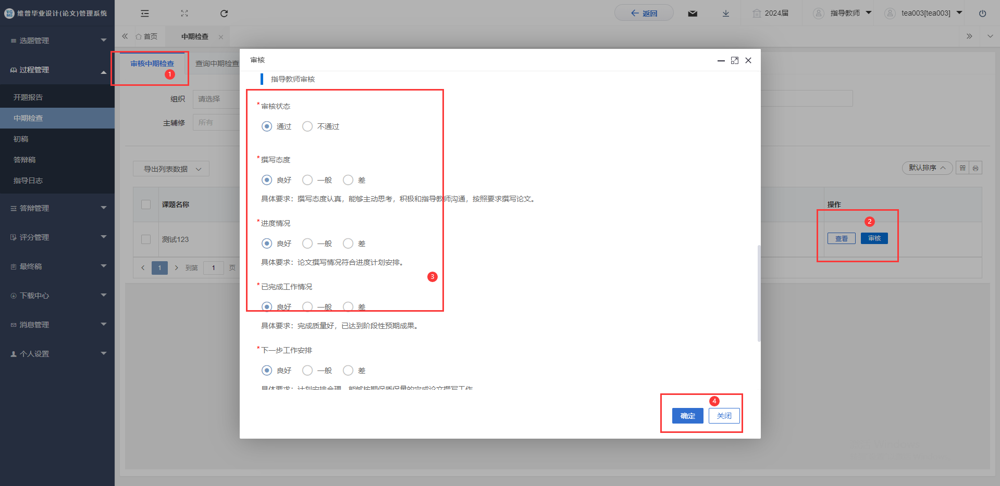 维普毕业设计(论文)管理系统
返回
2024届
指导教师
tea003[tea003]
首页
中期检查
选题管理
过程管理
开题报告
中期检查
初稿
答辩稿
指导日志
答辩管理
评分管理
最终稿
下载中心
消息管理
个人设置
审核中期检查
查询中期检查
1
组织
请选择
主辅修
所有
导出列表数据
默认排序
课题名称
操作
测试123
2
查看
审核
1
到第
1
页
审核
指导教师审核
*审核状态
通过
不通过
*撰写态度
良好
一般
差
具体要求：撰写态度认真，能够主动思考，积极和指导教师沟通，按照要求撰写论文。
*进度情况
良好
一般
差
具体要求：论文撰写情况符合进度计划安排。
3
*已完成工作情况
良好
一般
差
具体要求：完成质量好，已达到阶段性预期成果。
*下一步工作安排
良好
一般
差
具体要求：计划安排合理，能够按期保质保量的完成论文撰写工作
4
确定
关闭